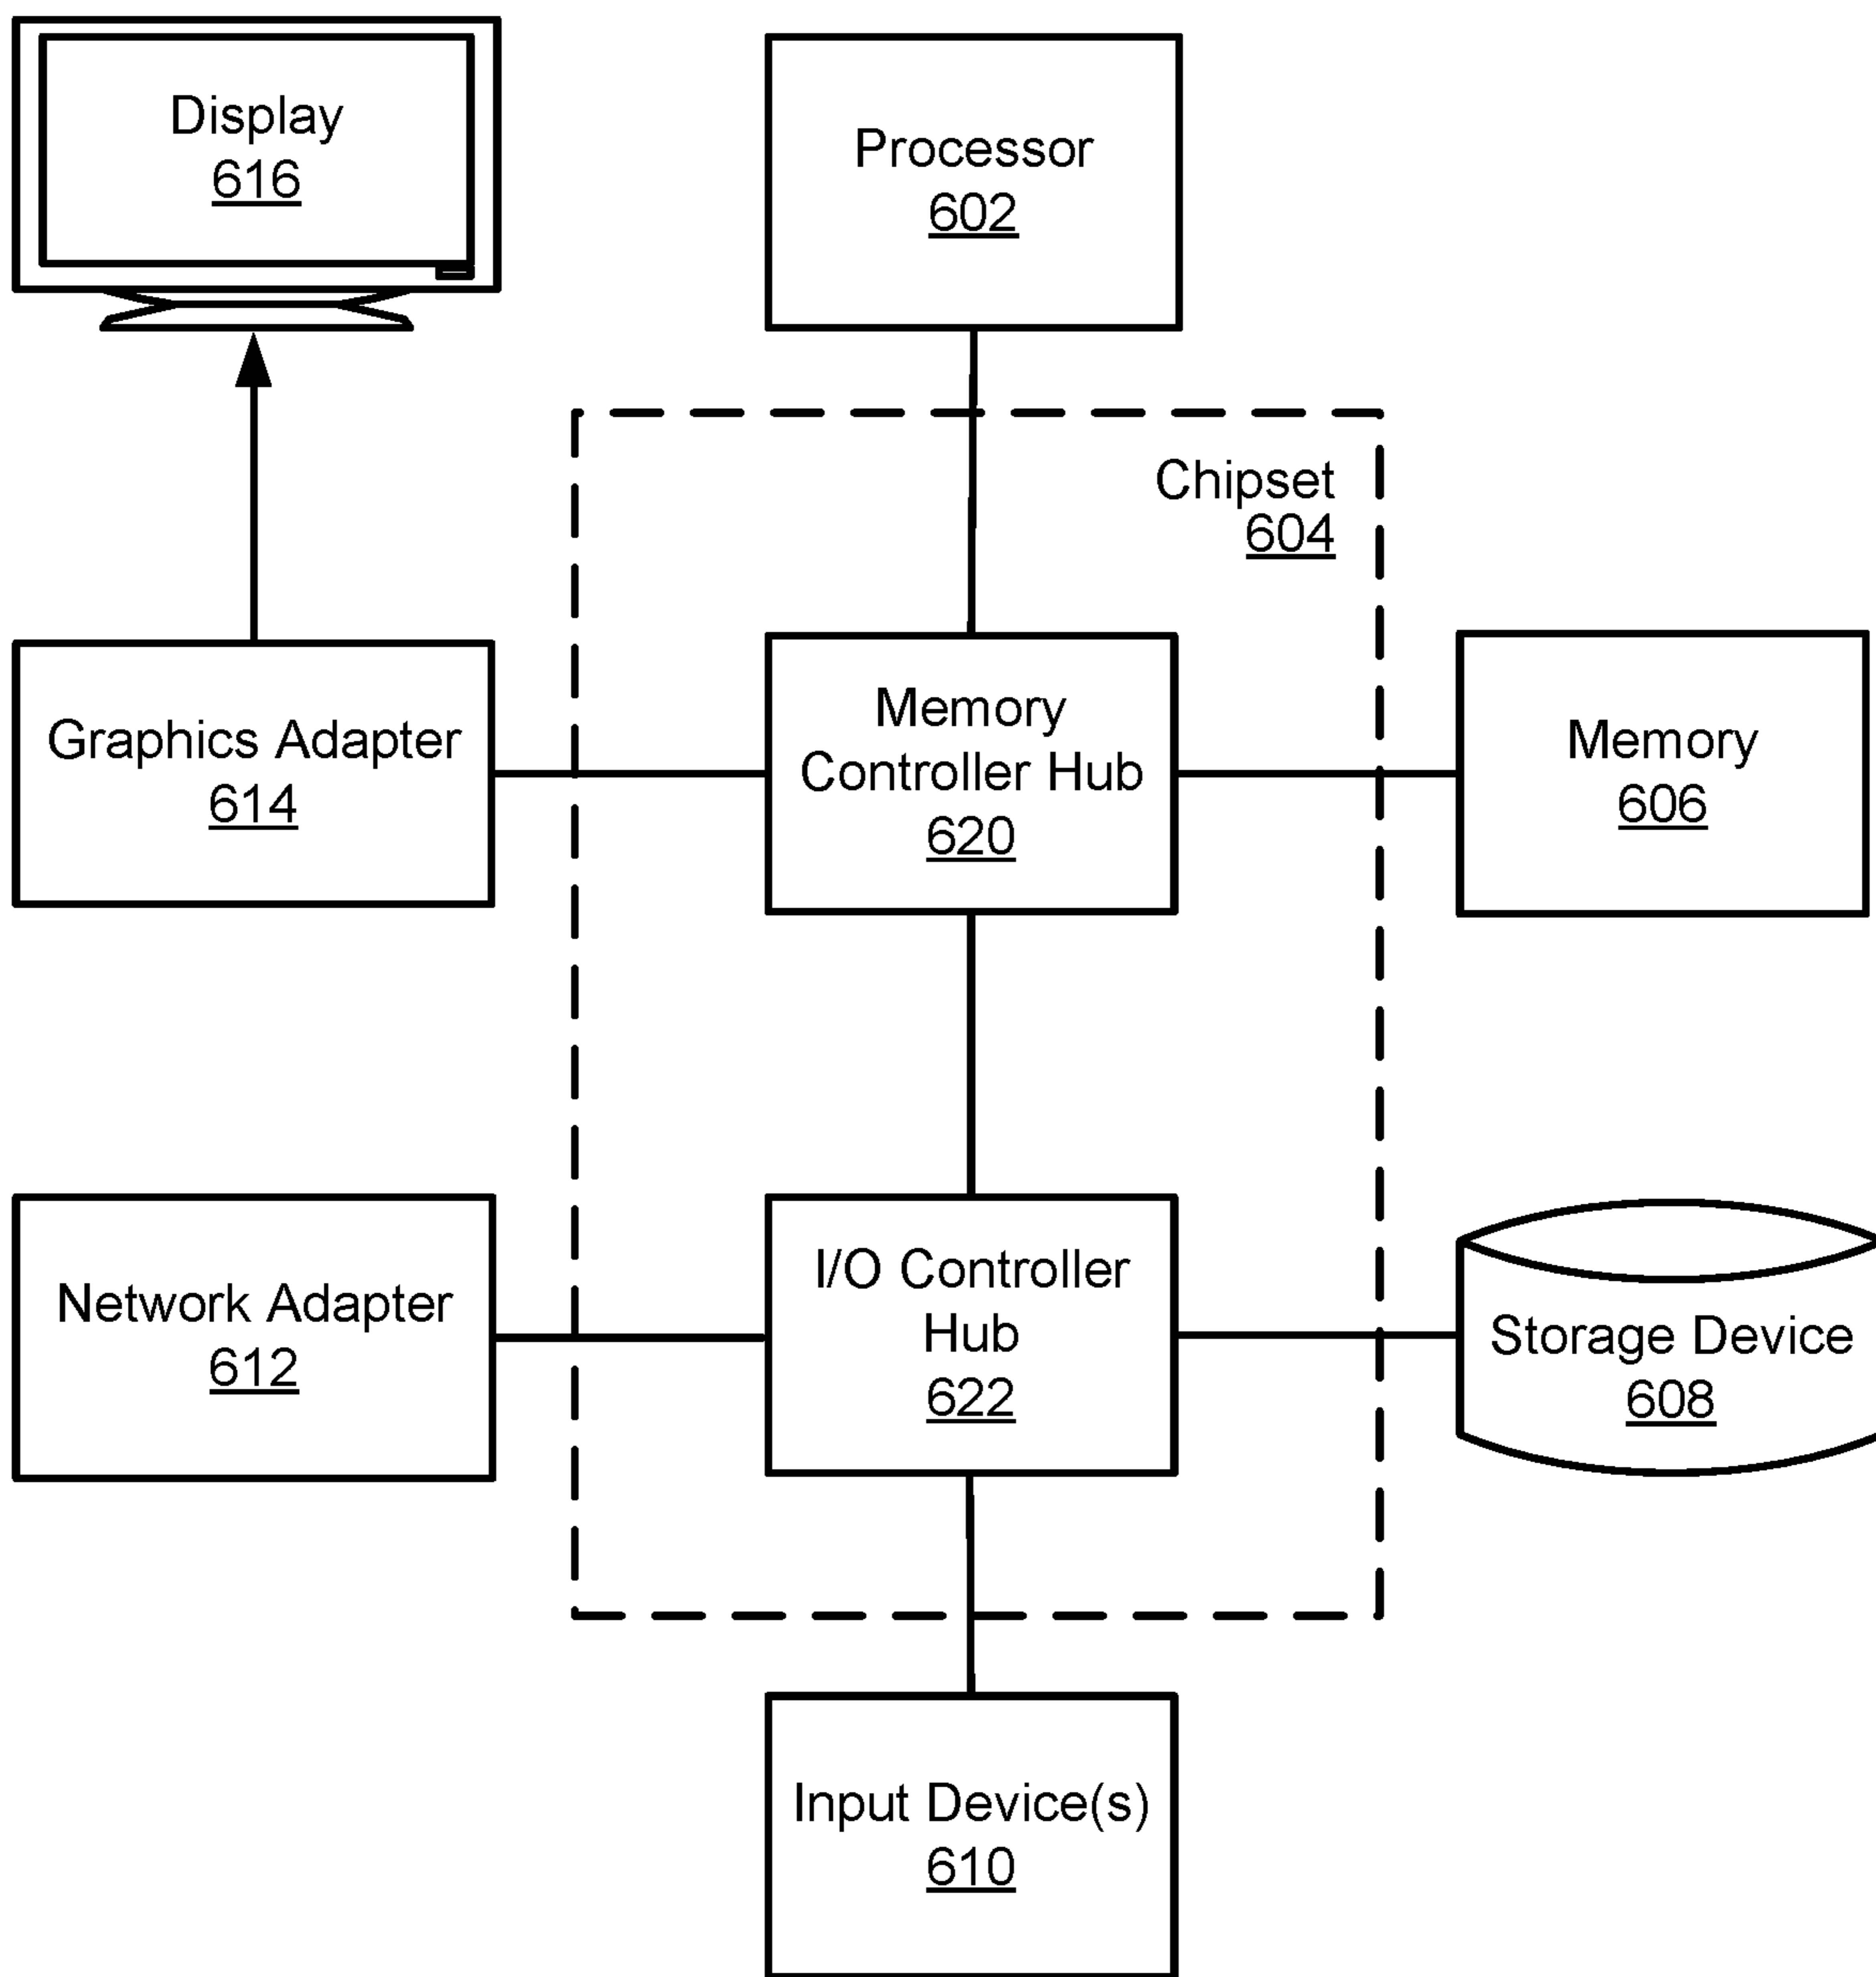 Display
616
Processor
602
Chipset
604
Graphics Adapter
614
Memory
Controller Hub
620
Memory
606
Network Adapter
612
I/O Controller
Hub
622
Storage Device
608
Input Device(s)
610